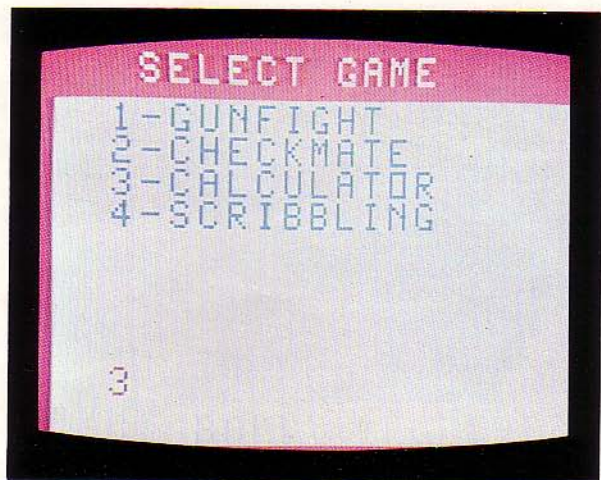 SELECT GAME
1-GUNFIGHT
2-CHECKMATE
3-CALCULATOR
4-SCRIBBLING
3